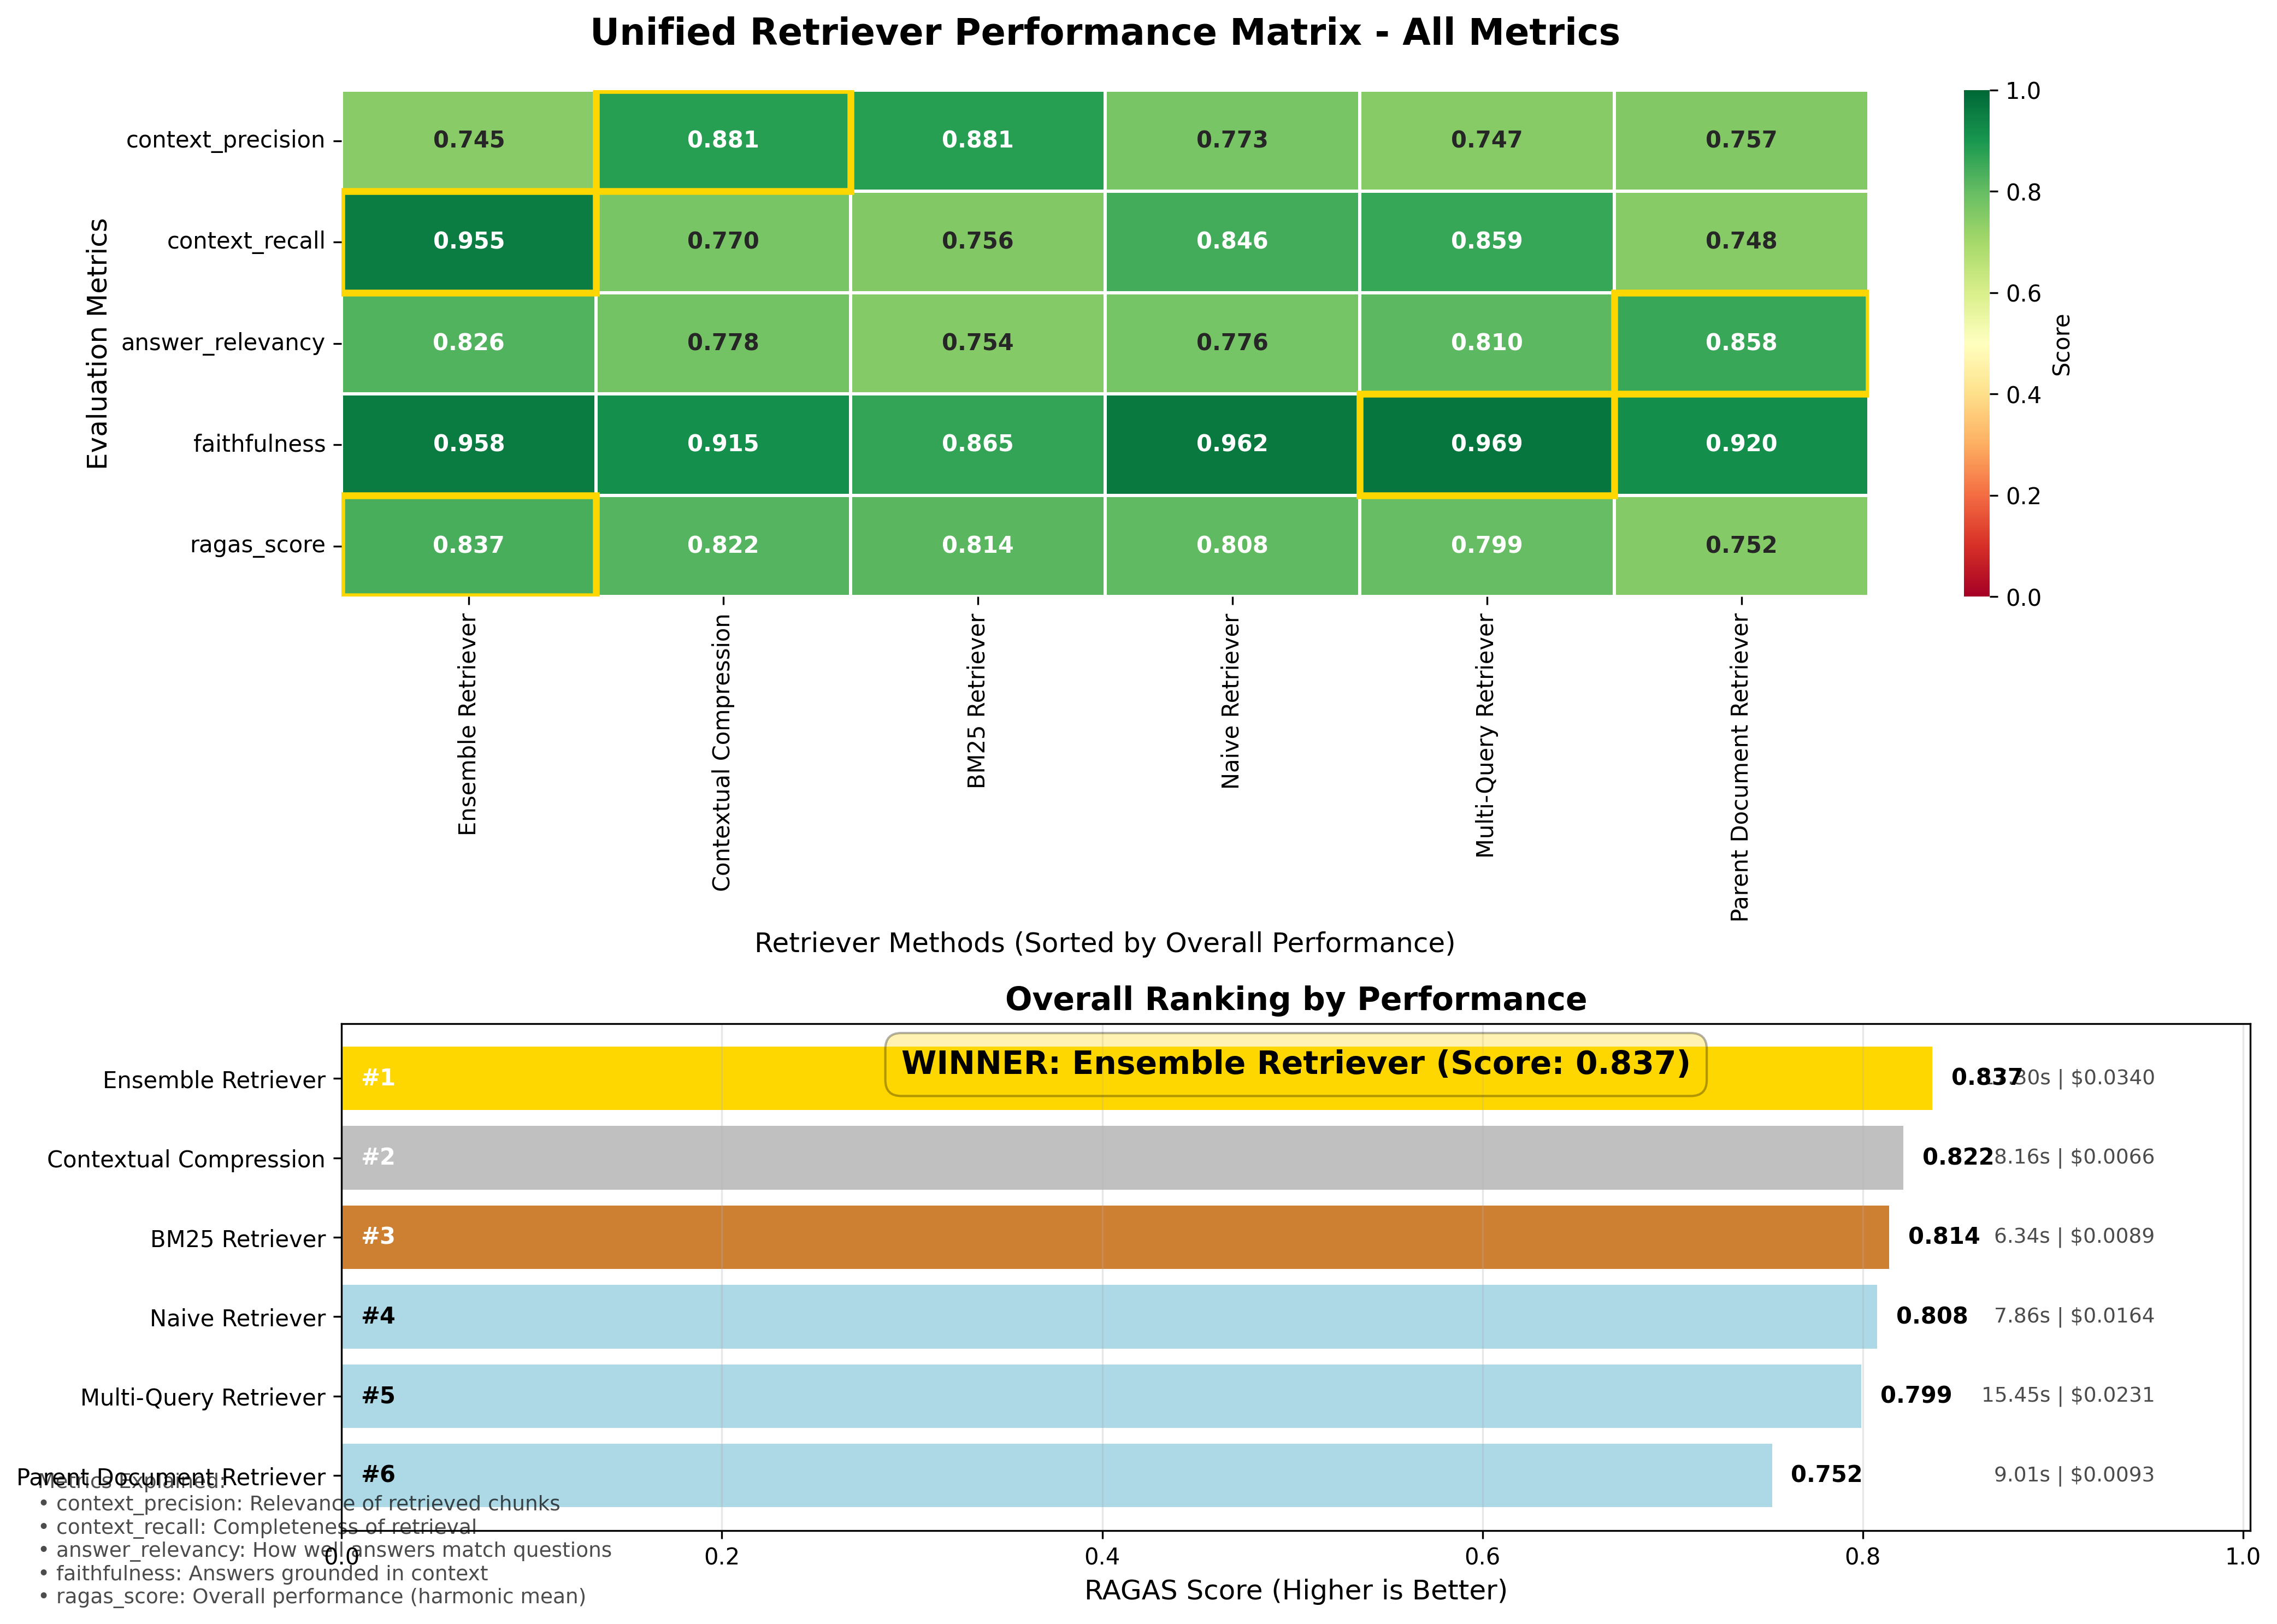 Unified Retriever Performance Matrix - All Metrics
Evaluation Metrics
context_precision 0.745 0.881 0.881 0.773 0.747 0.757
context_recall 0.955 0.770 0.756 0.846 0.859 0.748
answer_relevancy 0.826 0.778 0.754 0.776 0.810 0.858
faithfulness 0.958 0.915 0.865 0.962 0.969 0.920
ragas_score 0.837 0.822 0.814 0.808 0.799 0.752
Ensemble Retriever
Contextual Compression
BM25 Retriever
Naive Retriever
Multi-Query Retriever
Parent Document Retriever
Retriever Methods (Sorted by Overall Performance)
1.0
0.8
0.6
0.4
0.2
0.0
Score
Overall Ranking by Performance
WINNER: Ensemble Retriever (Score: 0.837)
Ensemble Retriever #1 0.837 | $0.0340
Contextual Compression #2 0.822 8.16s | $0.0066
BM25 Retriever #3 0.814 6.34s | $0.0089
Naive Retriever #4 0.808 7.86s | $0.0164
Multi-Query Retriever #5 0.799 15.45s | $0.0231
Parent Document Retriever #6 0.752 9.01s | $0.0093
0.0 0.2 0.4 0.6 0.8 1.0
RAGAS Score (Higher is Better)
Metrics Explained:
• context_precision: Relevance of retrieved chunks
• context_recall: Completeness of retrieval
• answer_relevancy: How well answers match questions
• faithfulness: Answers grounded in context
• ragas_score: Overall performance (harmonic mean)